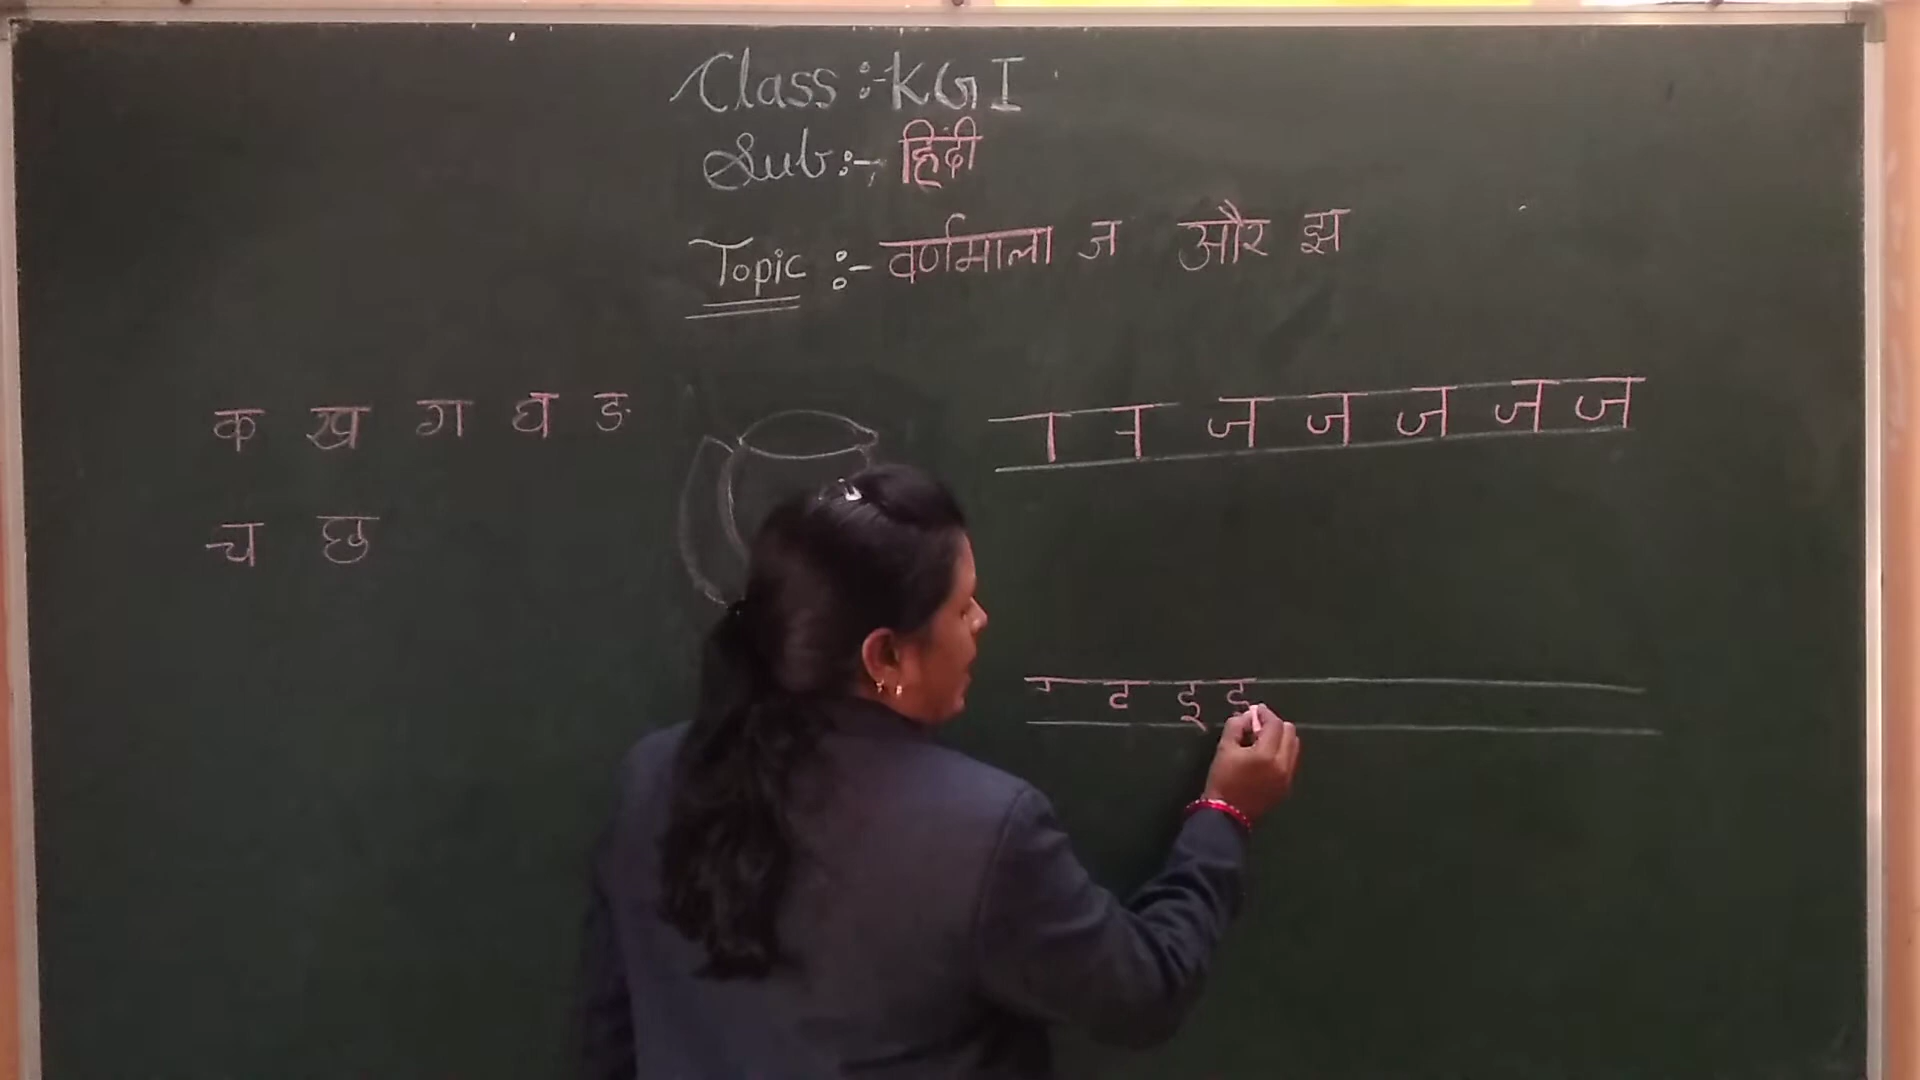 Class :- KG I
Sub :- हिंदी
Topic :- वर्णमाला ज और झ
क ख ग घ ङ
च छ
ा न ज ज ज ज ज
इ इ